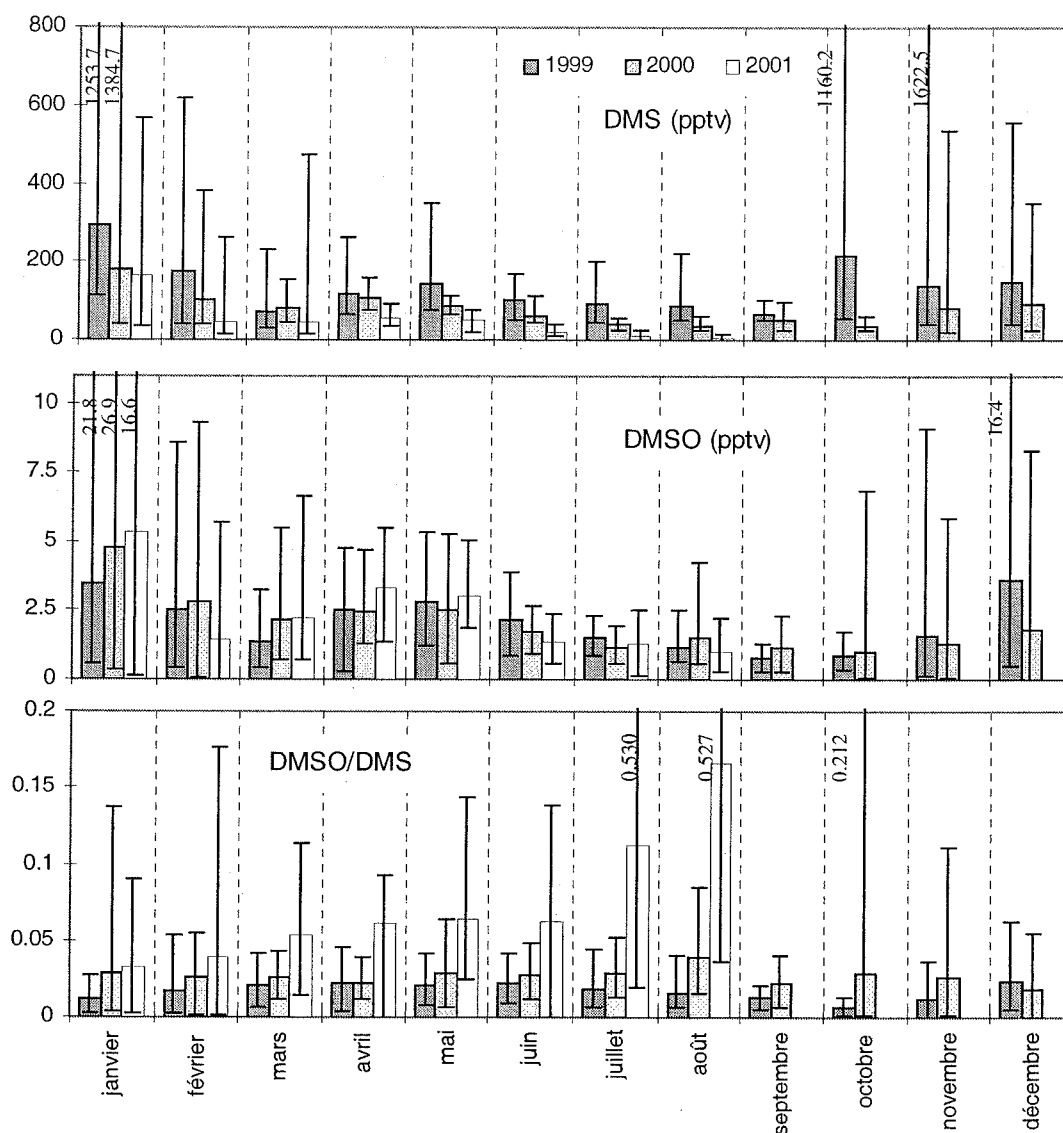 800
600
400
200
0
1253.7
1384.7
1160.2
1622.5
1999 2000 2001
DMS (pptv)
10
7.5
5
2.5
0
21.8
26.9
16.6
16.4
DMSO (pptv)
0.2
0.15
0.1
0.05
0
DMSO/DMS
0.530
0.527
0.212
janvier
février
mars
avril
mai
juin
juillet
août
septembre
octobre
novembre
décembre